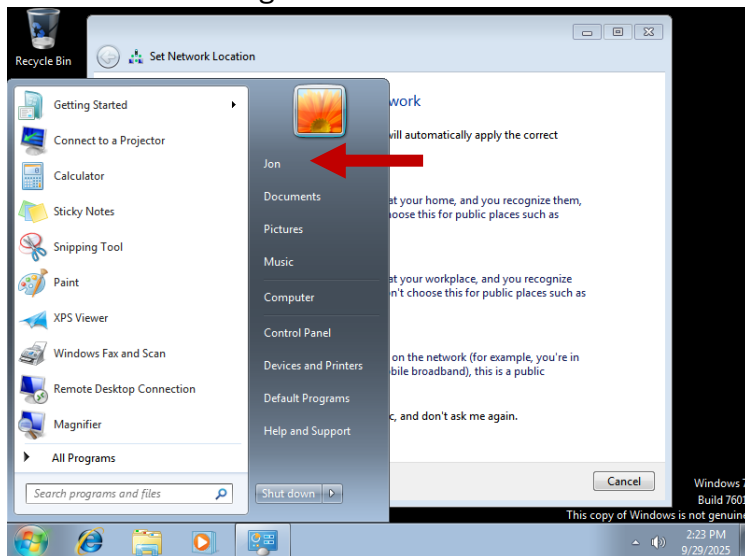 Recycle Bin
Set Network Location
work
will automatically apply the correct
at your home, and you recognize them,
hoose this for public places such as
at your workplace, and you recognize
n't choose this for public places such as
on the network (for example, you're in
bile broadband), this is a public
c, and don't ask me again.
Cancel
Getting Started
Connect to a Projector
Calculator
Sticky Notes
Snipping Tool
Paint
XPS Viewer
Windows Fax and Scan
Remote Desktop Connection
Magnifier
All Programs
Search programs and files
Jon
Documents
Pictures
Music
Computer
Control Panel
Devices and Printers
Default Programs
Help and Support
Shut down
Windows 7
Build 7601
This copy of Windows is not genuine
2:23 PM
9/29/2025